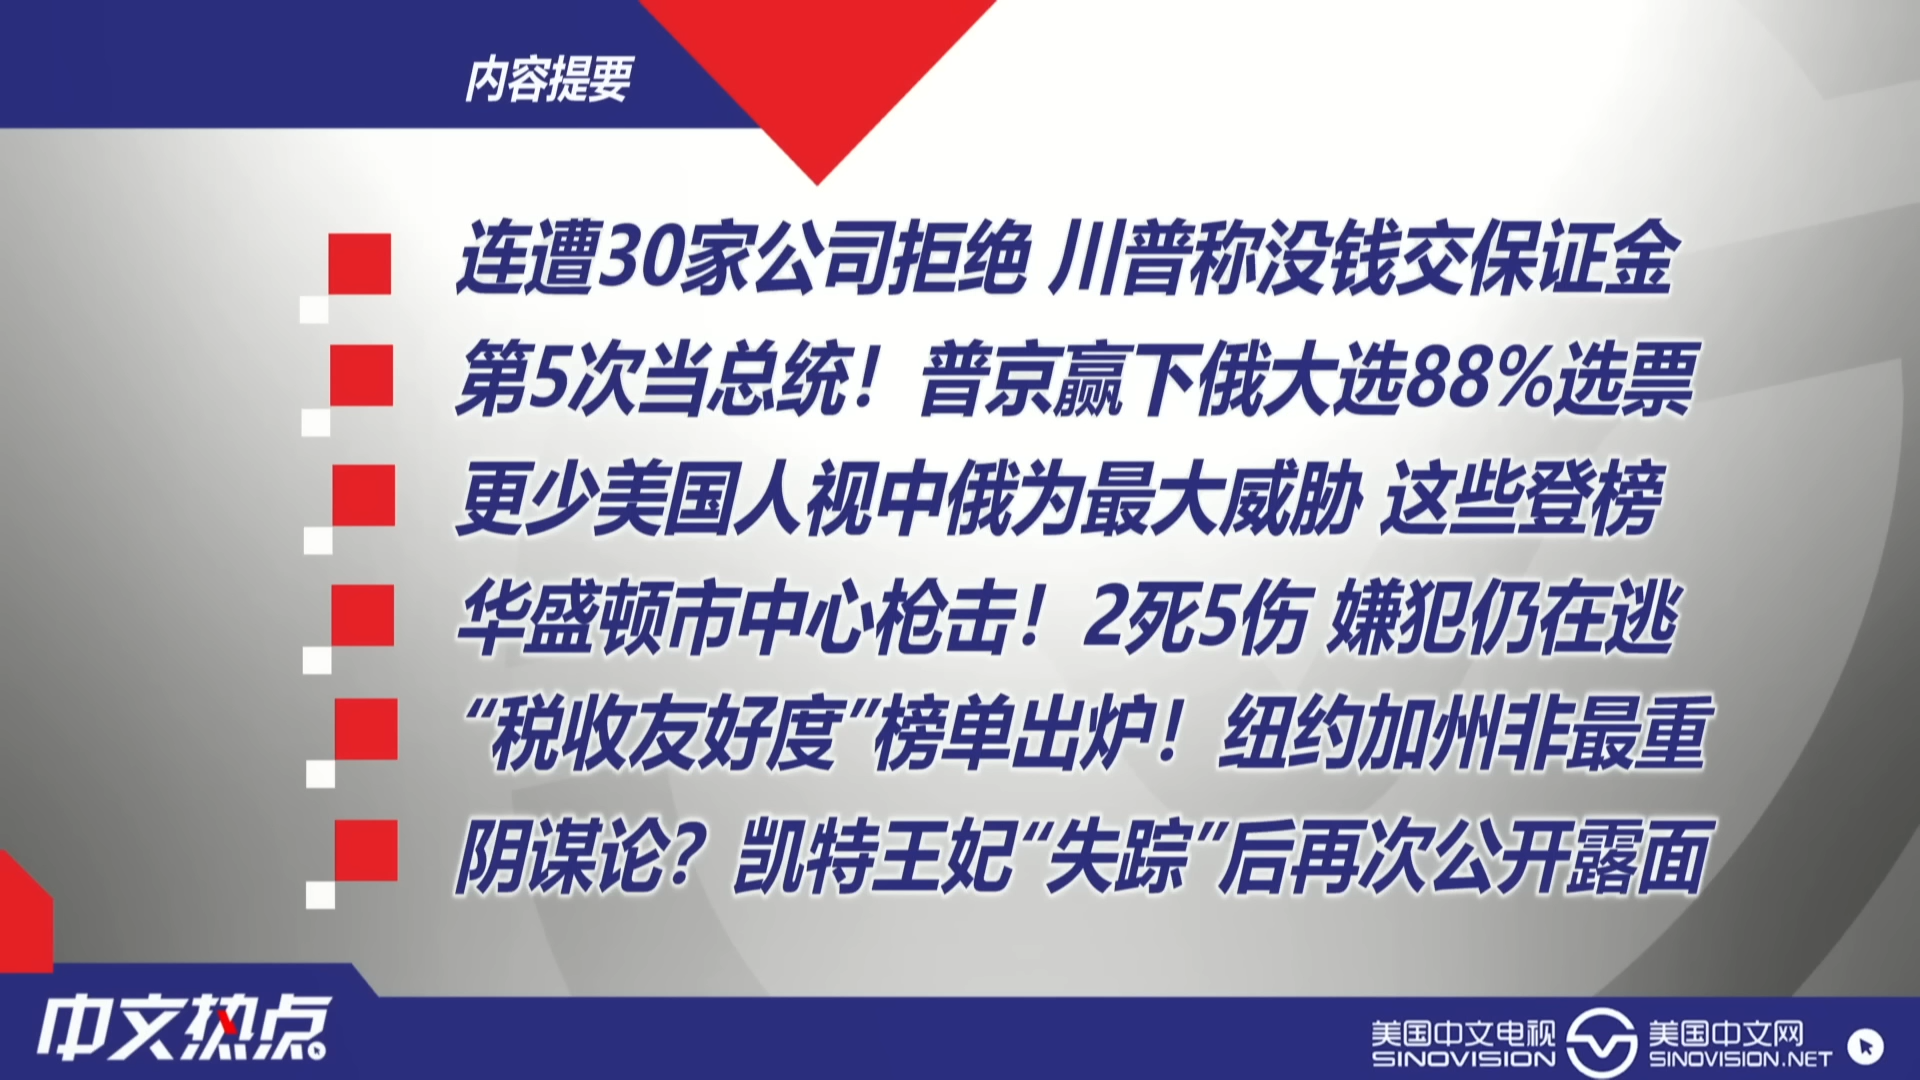 内容提要
连遭30家公司拒绝 川普称没钱交保证金
第5次当总统！普京赢下俄大选88%选票
更少美国人视中俄为最大威胁 这些登榜
华盛顿市中心枪击！2死5伤 嫌犯仍在逃
“税收友好度”榜单出炉！纽约加州非最重
阴谋论？凯特王妃“失踪”后再次公开露面
中文热点
美国中文电视
SINOVISION
美国中文网
SINOVISION.NET